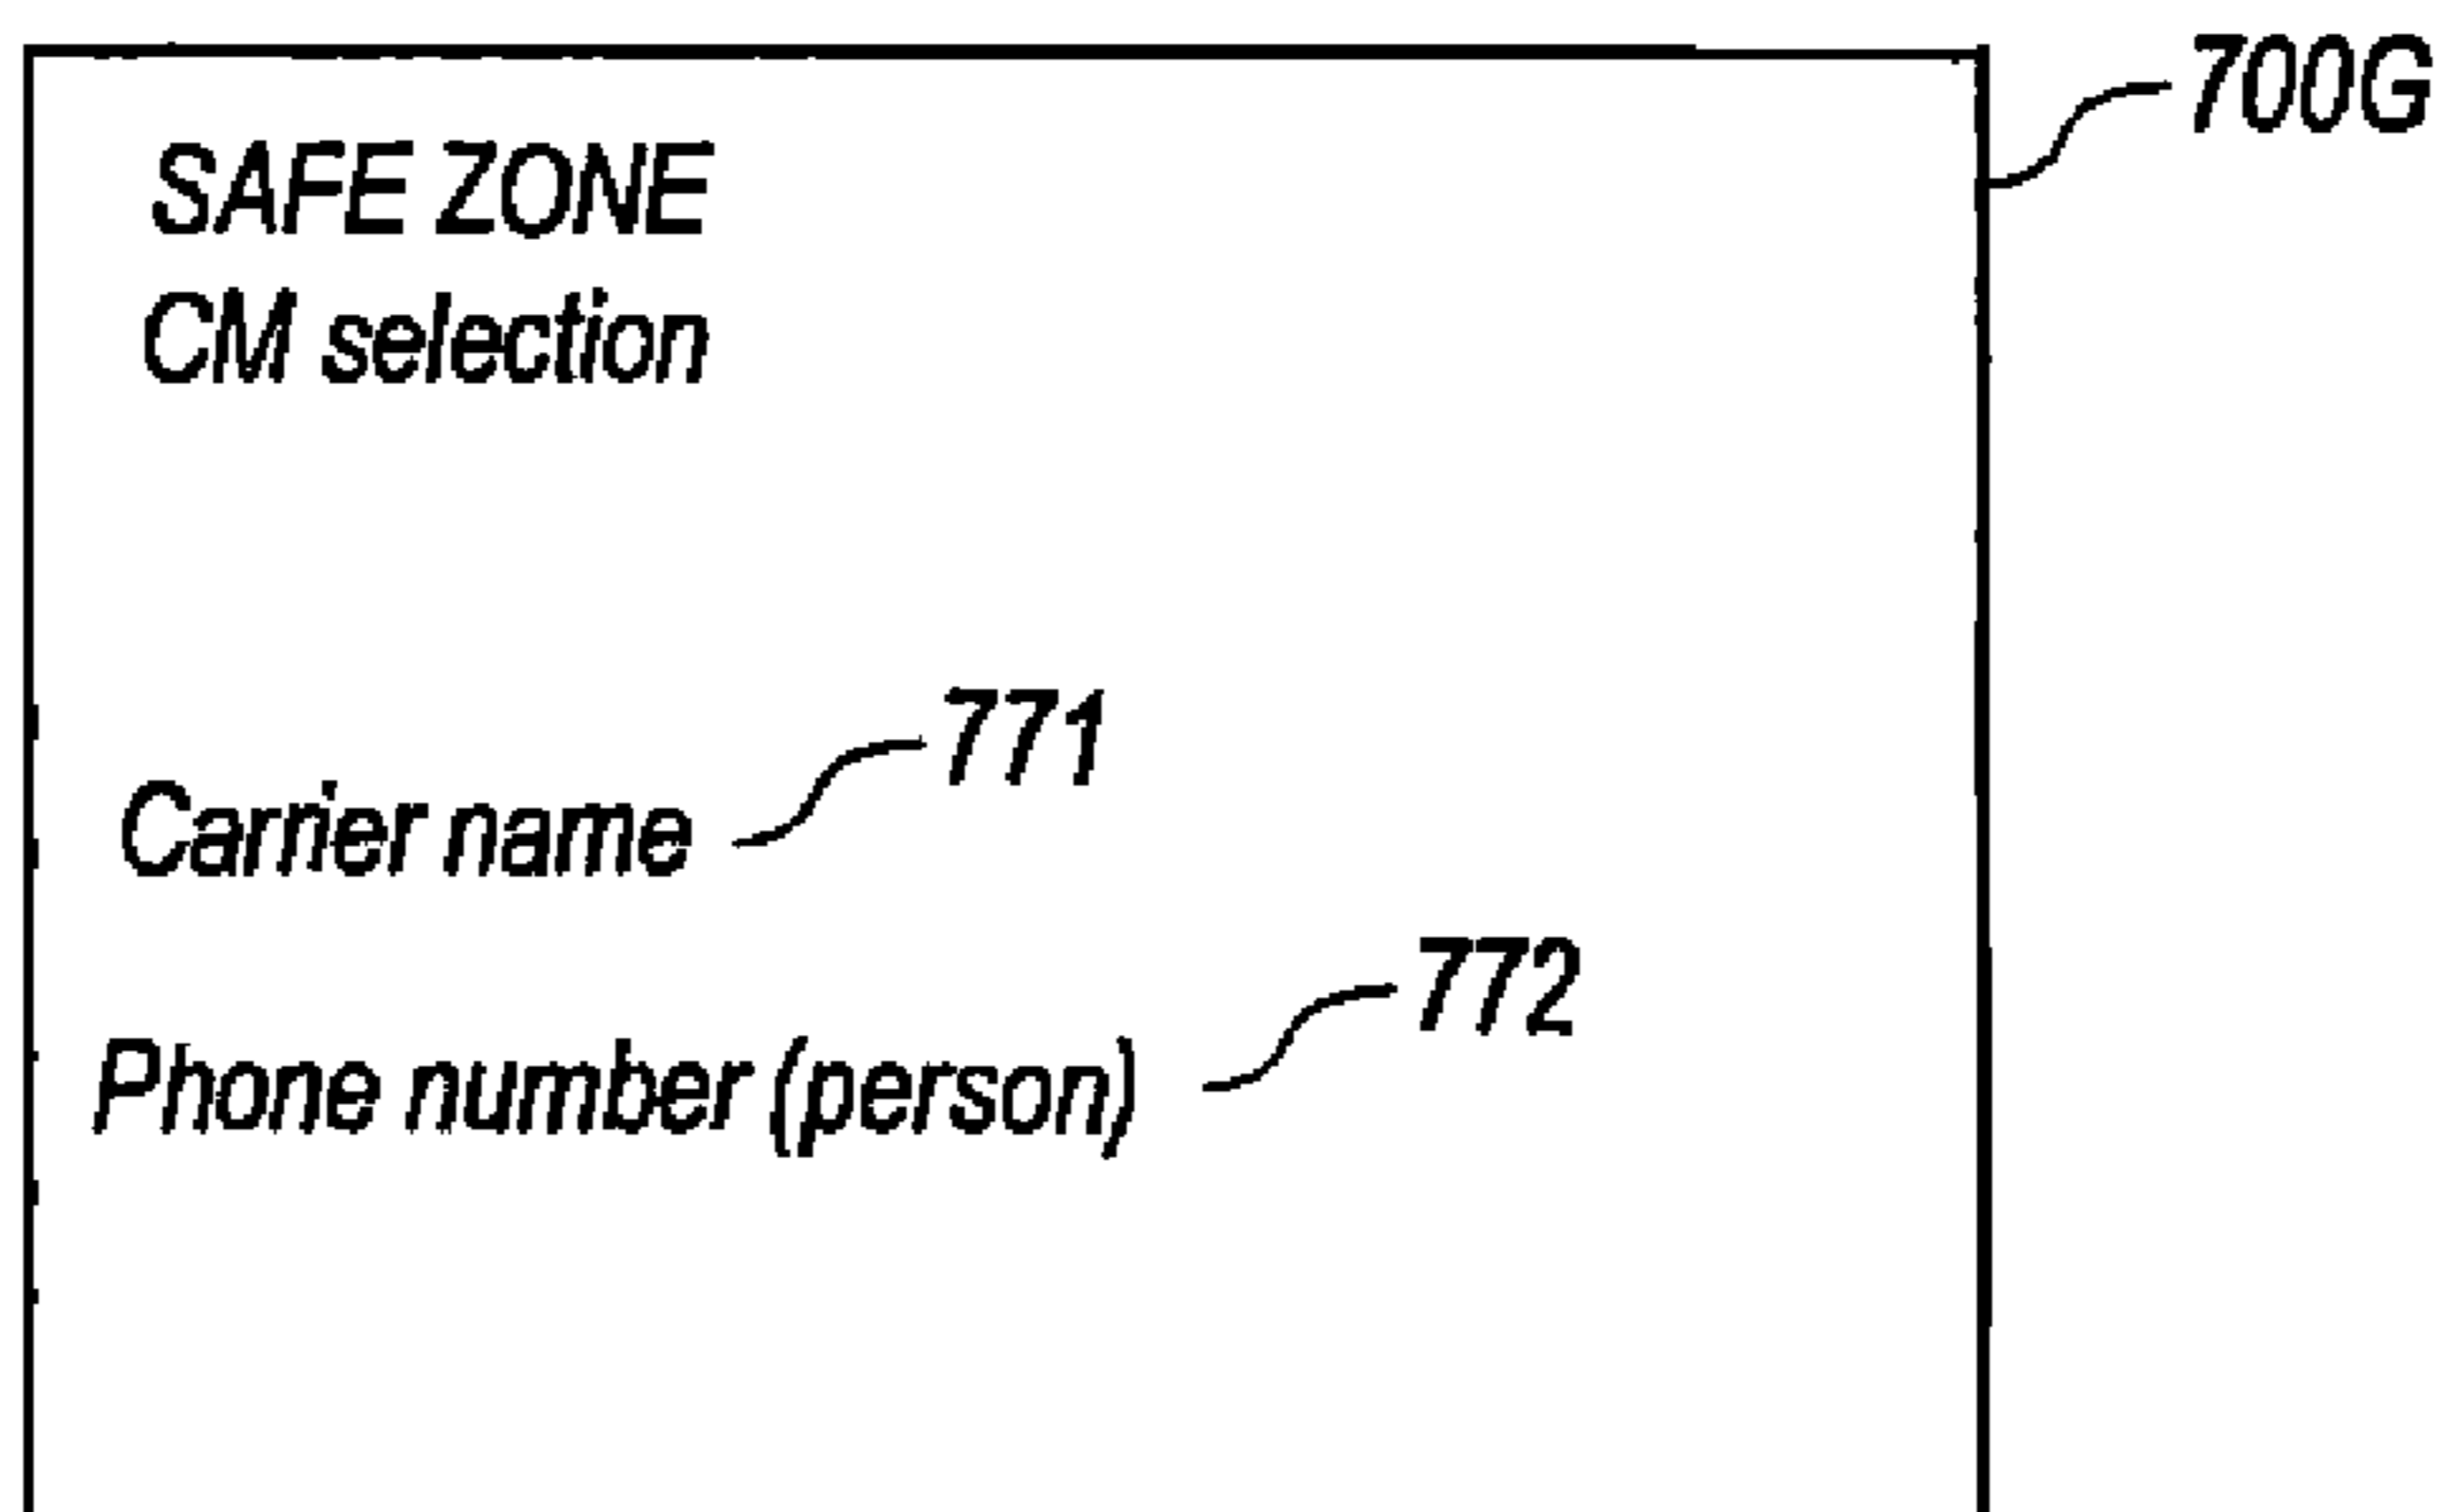 700G
SAFE ZONE
CM selection
771
Carrier name
772
Phone number (person)